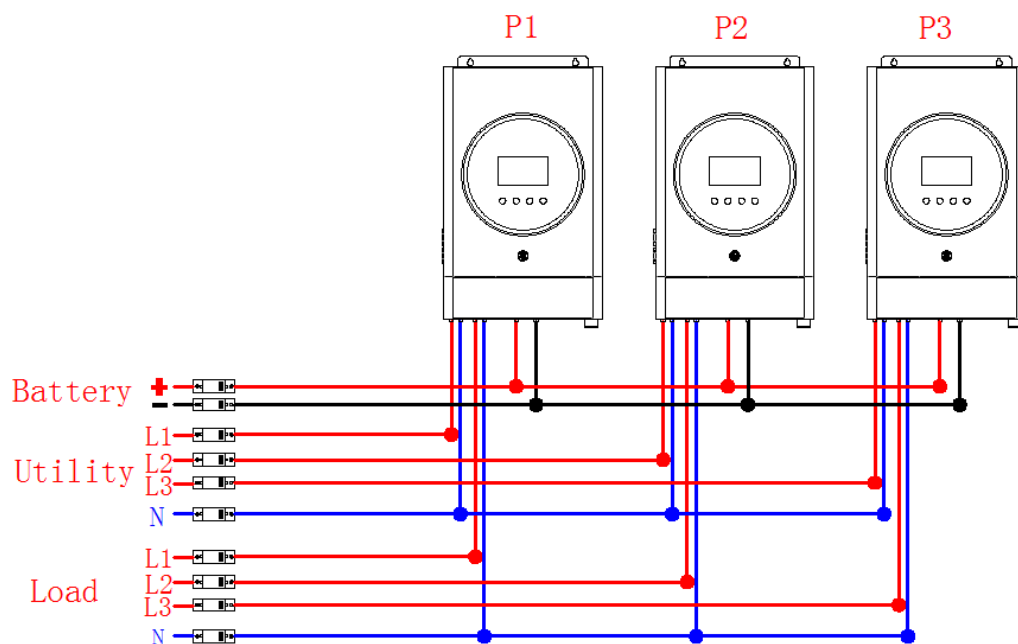 P1 P2 P3
Battery +
-
L1
Utility L2
L3
N
L1
Load L2
L3
N